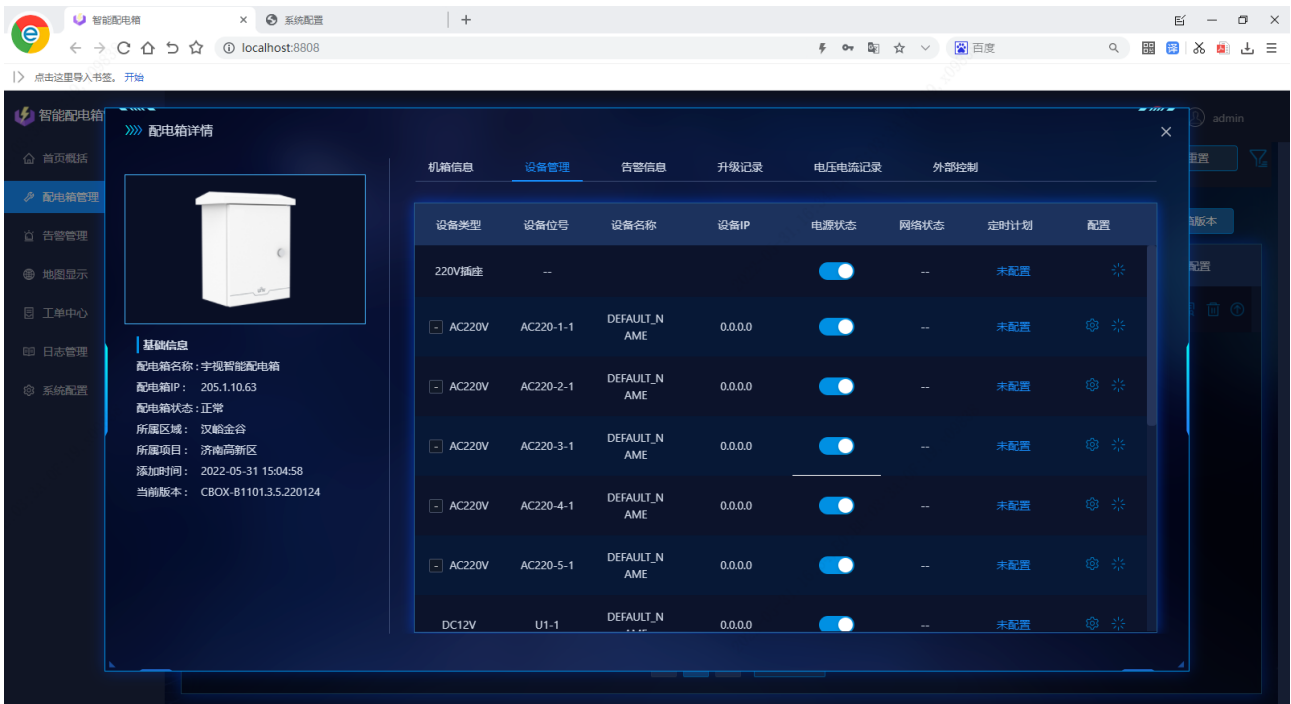 智能配电箱
系统配置
localhost:8808
百度
点击这里导入书签。 开始
智能配电箱
admin
配电箱详情
首页概括
重置
机箱信息 设备管理 告警信息 升级记录 电压电流记录 外部控制
配电箱管理
版本
设备类型 设备位号 设备名称 设备IP 电源状态 网络状态 定时计划 配置
告警管理
配置
地图显示
220V插座 -- -- 未配置
工单中心
- AC220V AC220-1-1 DEFAULT_NAME 0.0.0.0 -- 未配置
基础信息
日志管理
配电箱名称 : 宇视智能配电箱
配电箱IP : 205.1.10.63
- AC220V AC220-2-1 DEFAULT_NAME 0.0.0.0 -- 未配置
系统配置
配电箱状态 : 正常
所属区域 : 汉峪金谷
所属项目 : 济南高新区
- AC220V AC220-3-1 DEFAULT_NAME 0.0.0.0 -- 未配置
添加时间 : 2022-05-31 15:04:58
当前版本 : CBOX-B1101.3.5.220124
- AC220V AC220-4-1 DEFAULT_NAME 0.0.0.0 -- 未配置
- AC220V AC220-5-1 DEFAULT_NAME 0.0.0.0 -- 未配置
DC12V U1-1 DEFAULT_N 0.0.0.0 -- 未配置